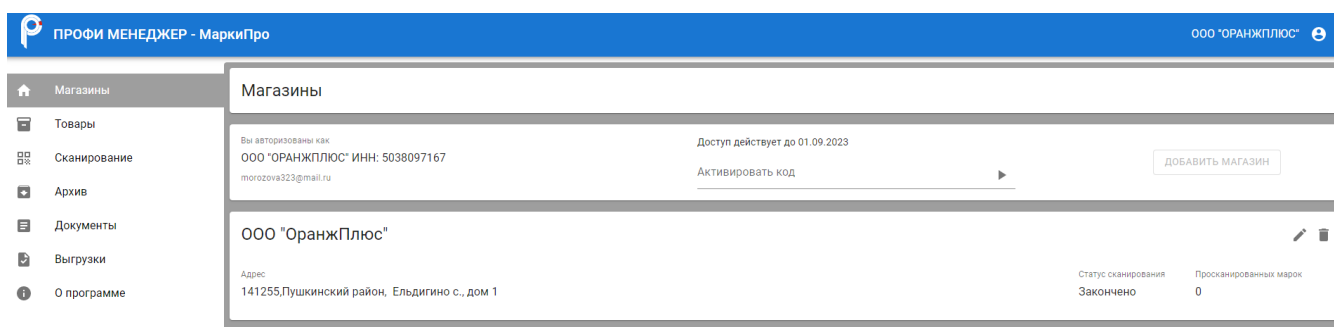 ПРОФИ МЕНЕДЖЕР - МаркиПро
ООО "ОРАНЖПЛЮС"
Магазины
Товары
Сканирование
Архив
Документы
Выгрузки
О программе
Магазины
Вы авторизованы как
ООО "ОРАНЖПЛЮС" ИНН: 5038097167
morozova323@mail.ru
Доступ действует до 01.09.2023
Активировать код
ДОБАВИТЬ МАГАЗИН
ООО "ОранжПлюс"
Адрес
141255,Пушкинский район, Ельдигино с., дом 1
Статус сканирования
Закончено
Просканированных марок
0